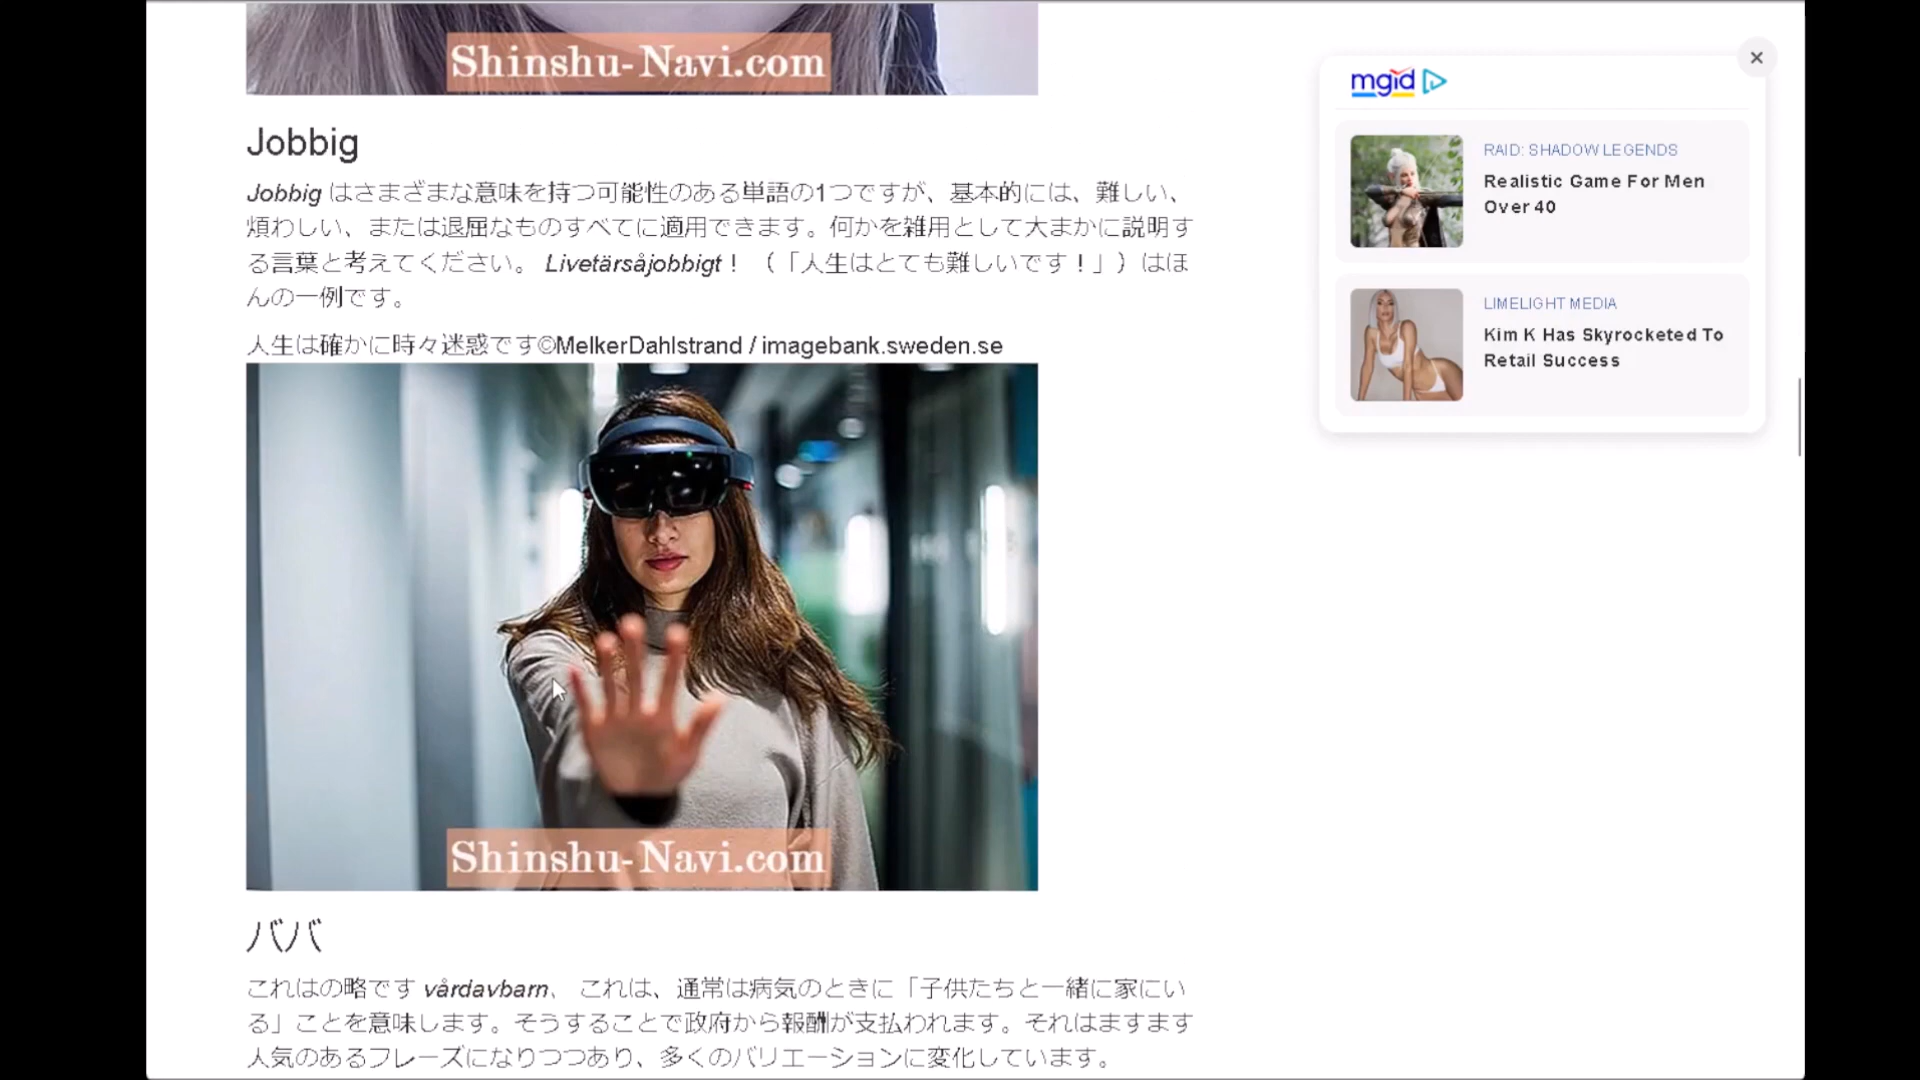 Shinshu-Navi.com
Jobbig
Jobbig はさまざまな意味を持つ可能性のある単語の1つですが、基本的には、難しい、
煩わしい、または退屈なものすべてに適用できます。何かを雑用として大まかに説明す
る言葉と考えてください。 Livetärsåjobbigt！（「人生はとても難しいです！」）はほ
んの一例です。
人生は確かに時々迷惑です©MelkerDahlstrand / imagebank.sweden.se
Shinshu-Navi.com
バババ
これはの略です vårdavbarn、 これは、通常は病気のときに「子供たちと一緒に家にい
る」ことを意味します。そうすることで政府から報酬が支払われます。それはますます
人気のあるフレーズになりつつあり、多くのバリエーションに変化しています。
mgid
RAID: SHADOW LEGENDS
Realistic Game For Men
Over 40
LIMELIGHT MEDIA
Kim K Has Skyrocketed To
Retail Success